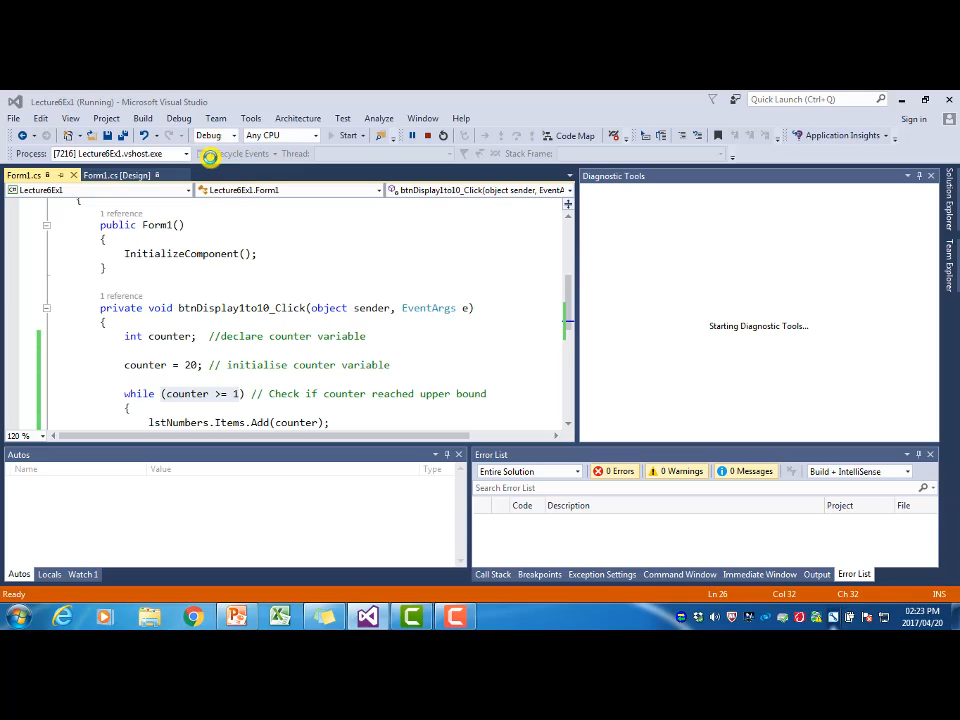 Lecture6Ex1 (Running) - Microsoft Visual Studio
Quick Launch (Ctrl+Q)
File Edit View Project Build Debug Team Tools Architecture Test Analyze Window Help
Sign in
Debug Any CPU Start Code Map Application Insights
Process: [7216] Lecture6Ex1.vshost.exe Events Thread: Stack Frame:
Form1.cs Form1.cs [Design]
Diagnostic Tools
Lecture6Ex1 Lecture6Ex1.Form1 btnDisplay1to10_Click(object sender, EventA
{
1 reference
public Form1()
{
InitializeComponent();
}
1 reference
private void btnDisplay1to10_Click(object sender, EventArgs e)
{
int counter; //declare counter variable
counter = 20; // initialise counter variable
while (counter >= 1) // Check if counter reached upper bound
{
lstNumbers.Items.Add(counter);
120 %
Starting Diagnostic Tools...
Solution Explorer
Team Explorer
Autos
Name Value Type
Autos Locals Watch 1
Error List
Entire Solution 0 Errors 0 Warnings 0 Messages Build + IntelliSense
Search Error List
Code Description Project File
Call Stack Breakpoints Exception Settings Command Window Immediate Window Output Error List
Ready Ln 26 Col 32 Ch 32 INS
02:23 PM
2017/04/20